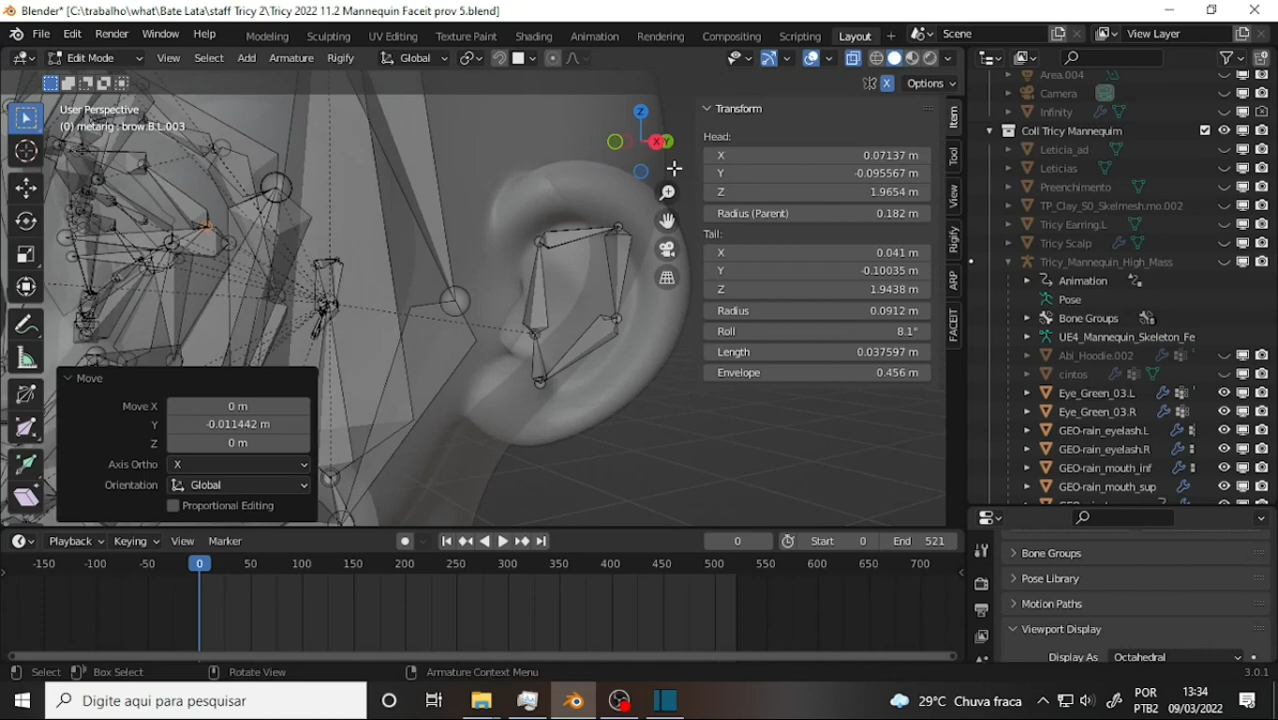 Blender* [C:\trabalho\what\Bate Lata\staff Tricy 2\Tricy 2022 11.2 Mannequin Faceit prov 5.blend]
File Edit Render Window Help Modeling Sculpting UV Editing Texture Paint Shading Animation Rendering Compositing Scripting Layout + Scene View Layer
Edit Mode View Select Add Armature Rigify Global
X Options
User Perspective
(0) metarig : brow.B.L.003
Z
X Y
Transform
Head:
X 0.07137 m
Y -0.095567 m
Z 1.9654 m
Radius (Parent) 0.182 m
Tail:
X 0.041 m
Y -0.10035 m
Z 1.9438 m
Radius 0.0912 m
Roll 8.1°
Length 0.037597 m
Envelope 0.456 m
Item
Tool
View
Rigify
ARP
FACEIT
Move
Move X 0 m
Y -0.011442 m
Z 0 m
Axis Ortho X
Orientation Global
Proportional Editing
Area.004
Camera
Infinity
Coll Tricy Mannequim
Leticia_ad
Leticias
Preenchimento
TP_Clay_S0_Skelmesh.mo.002
Tricy Earring.L
Tricy Scalp
Tricy_Mannequin_High_Mass
Animation
Pose
Bone Groups
UE4_Mannequin_Skeleton_Fe
Abi_Hoodie.002
cintos
Eye_Green_03.L
Eye_Green_03.R
GEO-rain_eyelash.L
GEO-rain_eyelash.R
GEO-rain_mouth_inf
GEO-rain_mouth_sup
Bone Groups
Pose Library
Motion Paths
Viewport Display
Display As Octahedral
Playback Keying View Marker 0 Start 0 End 521
-150 -100 -50 0 50 100 150 200 250 300 350 400 450 500 550 600 650 700
Select Box Select Rotate View Armature Context Menu 3.0.1
Digite aqui para pesquisar
29°C Chuva fraca
POR
PTB2
13:34
09/03/2022